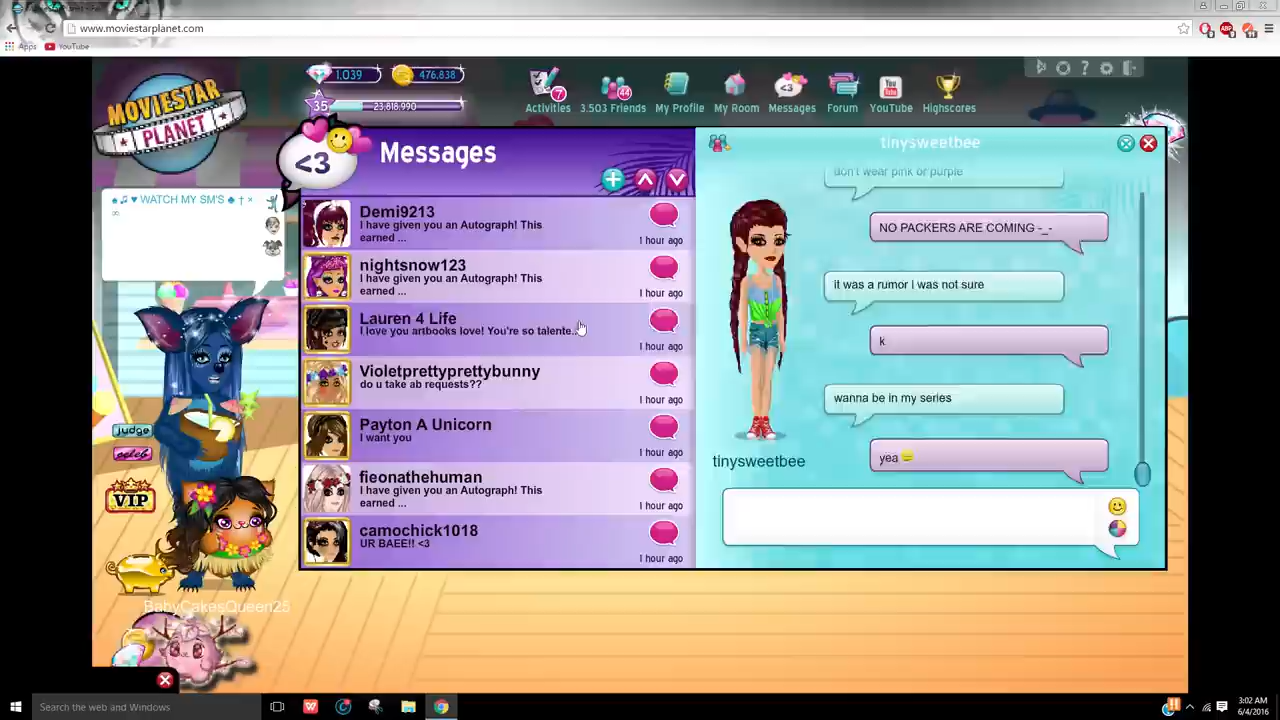 www.moviestarplanet.com
Apps
YouTube
MOVIESTAR
PLANET
1,039
476,838
35
23,818,990
Activities
7
3.503 Friends
44
My Profile
My Room
<3
Messages
Forum
You
Tube
YouTube
Highscores
♠ ♫ ♥ WATCH MY SM'S ♣ † ×
∞
judge
celeb
VIP
BabyCakesQueen25
<3
Messages
Demi9213
I have given you an Autograph! This
earned ...
1 hour ago
nightsnow123
I have given you an Autograph! This
earned ...
1 hour ago
Lauren 4 Life
I love you artbooks love! You're so talente...
1 hour ago
Violetprettyprettybunny
do u take ab requests??
1 hour ago
Payton A Unicorn
I want you
1 hour ago
fieonathehuman
I have given you an Autograph! This
earned ...
1 hour ago
camochick1018
UR BAEE!! <3
1 hour ago
tinysweetbee
don't wear pink or purple
NO PACKERS ARE COMING -_-
it was a rumor I was not sure
k
wanna be in my series
yea
tinysweetbee
Search the web and Windows
3:02 AM
6/4/2016